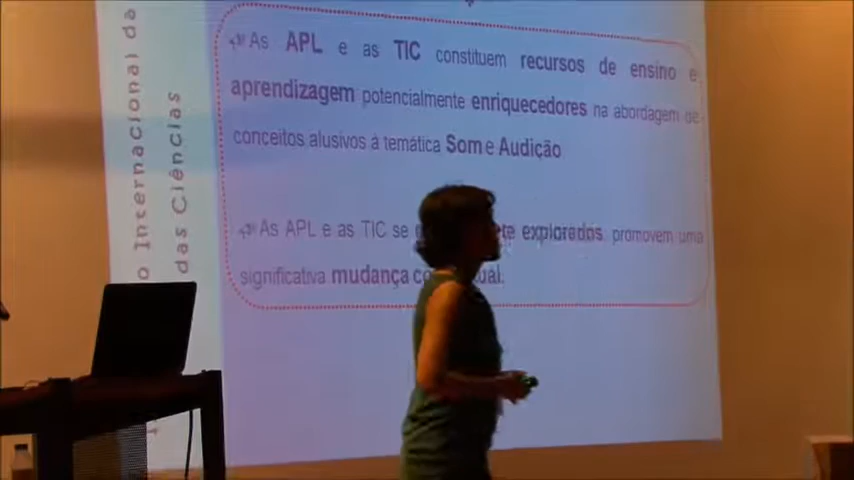 Internacional da
das Ciências
As APL e as TIC constituem recursos de ensino e
aprendizagem potencialmente enriquecedores na abordagem de
conceitos alusivos à temática Som e Audição
As APL e as TIC se explorados, promovem uma
significativa mudança